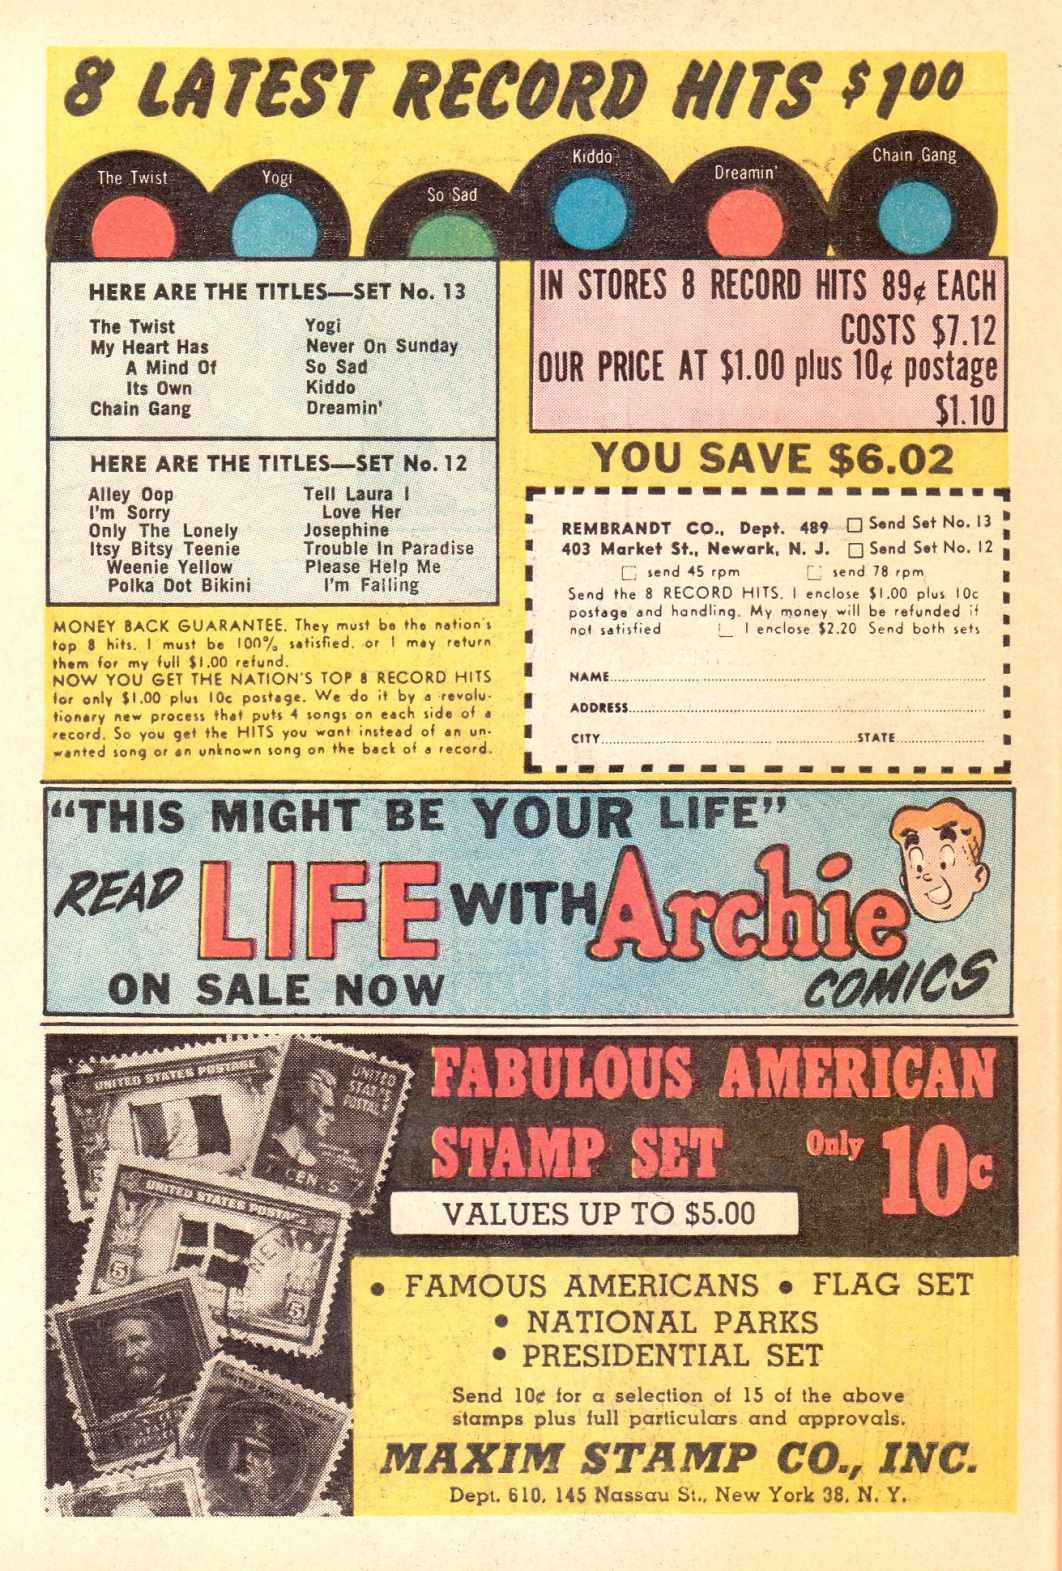 8 LATEST RECORD HITS $1.00
The Twist
Yogi
So Sad
Kiddo
Dreamin'
Chain Gang
HERE ARE THE TITLES—SET No. 13
The Twist
My Heart Has
A Mind Of
Its Own
Chain Gang
Yogi
Never On Sunday
So Sad
Kiddo
Dreamin'
HERE ARE THE TITLES—SET No. 12
Alley Oop
I'm Sorry
Only The Lonely
Itsy Bitsy Teenie
Weenie Yellow
Polka Dot Bikini
Tell Laura I
Love Her
Josephine
Trouble In Paradise
Please Help Me
I'm Falling
MONEY BACK GUARANTEE. They must be the nation's
top 8 hits. I must be 100% satisfied, or I may return
them for my full $1.00 refund.
NOW YOU GET THE NATION'S TOP 8 RECORD HITS
for only $1.00 plus 10c postage. We do it by a revolu-
tionary new process that puts 4 songs on each side of a
record. So you get the HITS you want instead of an un-
wanted song or an unknown song on the back of a record.
IN STORES 8 RECORD HITS 89¢ EACH
COSTS $7.12
OUR PRICE AT $1.00 plus 10¢ postage
$1.10
YOU SAVE $6.02
REMBRANDT CO., Dept. 489 Send Set No. 13
403 Market St., Newark, N. J. Send Set No. 12
send 45 rpm send 78 rpm
Send the 8 RECORD HITS. I enclose $1.00 plus 10c
postage and handling. My money will be refunded if
not satisfied I enclose $2.20 Send both sets
NAME
ADDRESS
CITY STATE
"THIS MIGHT BE YOUR LIFE"
READ LIFE WITH Archie
ON SALE NOW COMICS
UNITED STATES POSTAGE
UNITED STATES POSTAL
CENTS
UNITED STATES POSTAGE
5 5
UNITED STATES POSTAGE
FABULOUS AMERICAN
STAMP SET Only 10c
VALUES UP TO $5.00
• FAMOUS AMERICANS • FLAG SET
• NATIONAL PARKS
• PRESIDENTIAL SET
Send 10¢ for a selection of 15 of the above
stamps plus full particulars and approvals.
MAXIM STAMP CO., INC.
Dept. 610, 145 Nassau St., New York 38, N. Y.